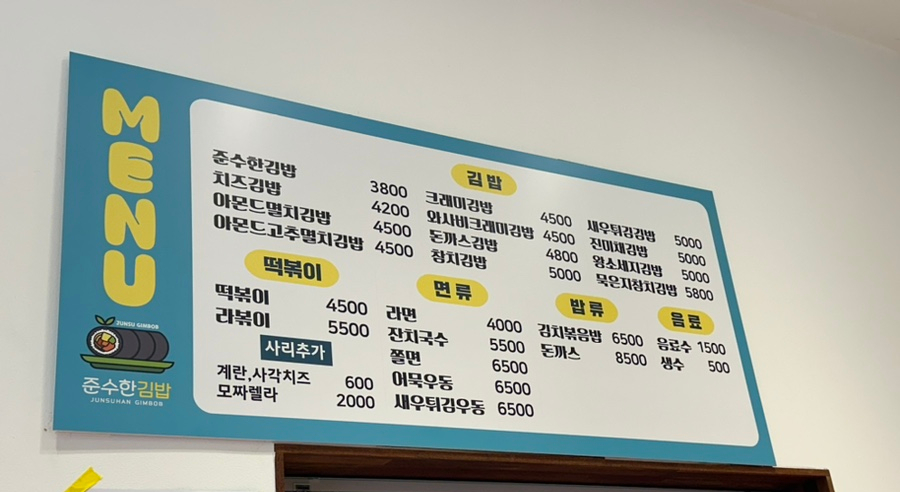 MENU
김밥
준수한김밥 3800
치즈김밥 4200
아몬드멸치김밥 4500
아몬드고추멸치김밥 4500
크레미김밥 4500
와사비크레미김밥 4500
돈까스김밥 4800
참치김밥 5000
새우튀김김밥 5000
진미채김밥 5000
왕소세지김밥 5000
묵은지참치김밥 5800
떡볶이
떡볶이 4500
라볶이 5500
사리추가
계란,사각치즈 600
모짜렐라 2000
면류
라면 4000
잔치국수 5500
쫄면 6500
어묵우동 6500
새우튀김우동 6500
밥류
김치볶음밥 6500
돈까스 8500
음료
음료수 1500
생수 500
JUNSU GIMBOB
준수한김밥
JUNSUHAN GIMBOB